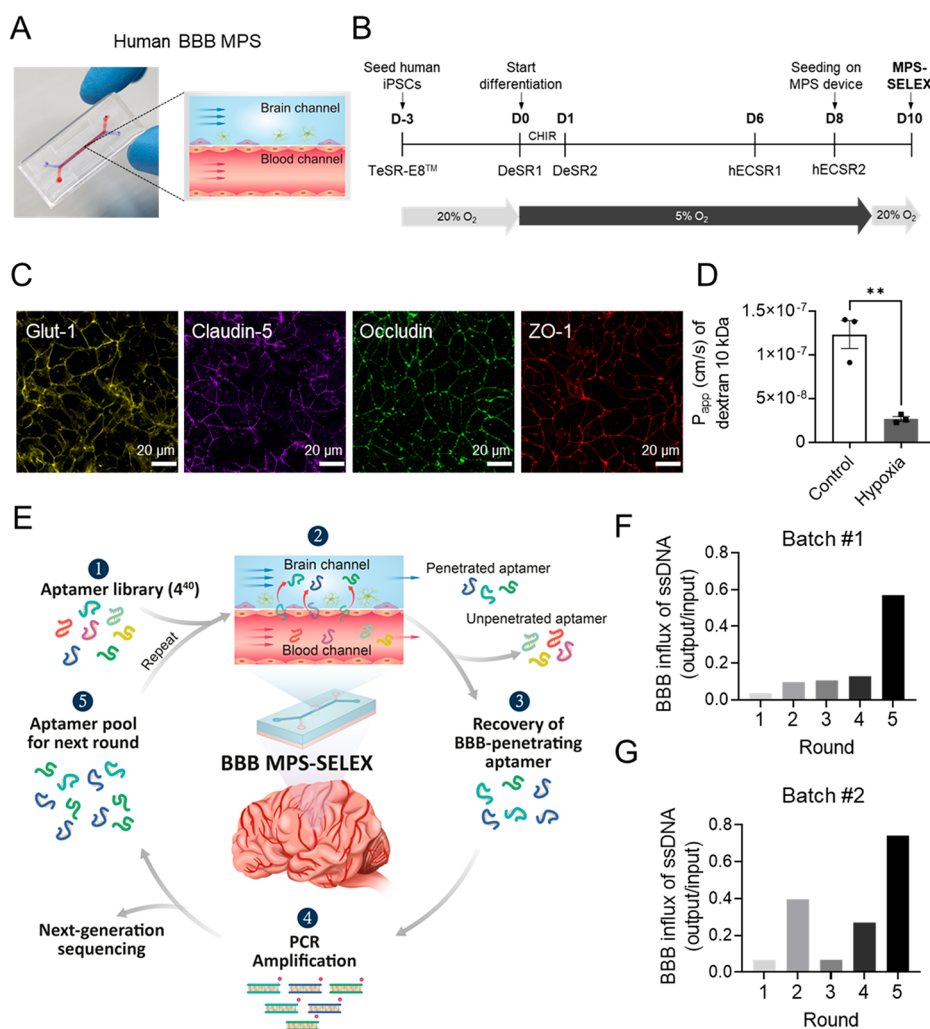 A
Human BBB MPS
Brain channel
Blood channel
B
Seed human
iPSCs
D-3
Start
differentiation
D0
D1
CHIR
D6
Seeding on
MPS device
D8
MPS-
SELEX
D10
TeSR-E8™
DeSR1
DeSR2
hECSR1
hECSR2
20% O₂
5% O₂
20% O₂
C
Glut-1
20 µm
Claudin-5
20 µm
Occludin
20 µm
ZO-1
20 µm
D
Papp (cm/s) of
dextran 10 kDa
**
1.5×10-7
1×10-7
5×10-8
0
Control
Hypoxia
E
1
Aptamer library (4⁴⁰)
Repeat
2
Brain channel
Blood channel
Penetrated aptamer
Unpenetrated aptamer
3
Recovery of
BBB-penetrating
aptamer
BBB MPS-SELEX
4
PCR
Amplification
Next-generation
sequencing
5
Aptamer pool
for next round
F
Batch #1
BBB influx of ssDNA
(output/input)
0.8
0.6
0.4
0.2
0.0
1 2 3 4 5
Round
G
Batch #2
BBB influx of ssDNA
(output/input)
0.8
0.4
0.2
0.0
1 2 3 4 5
Round